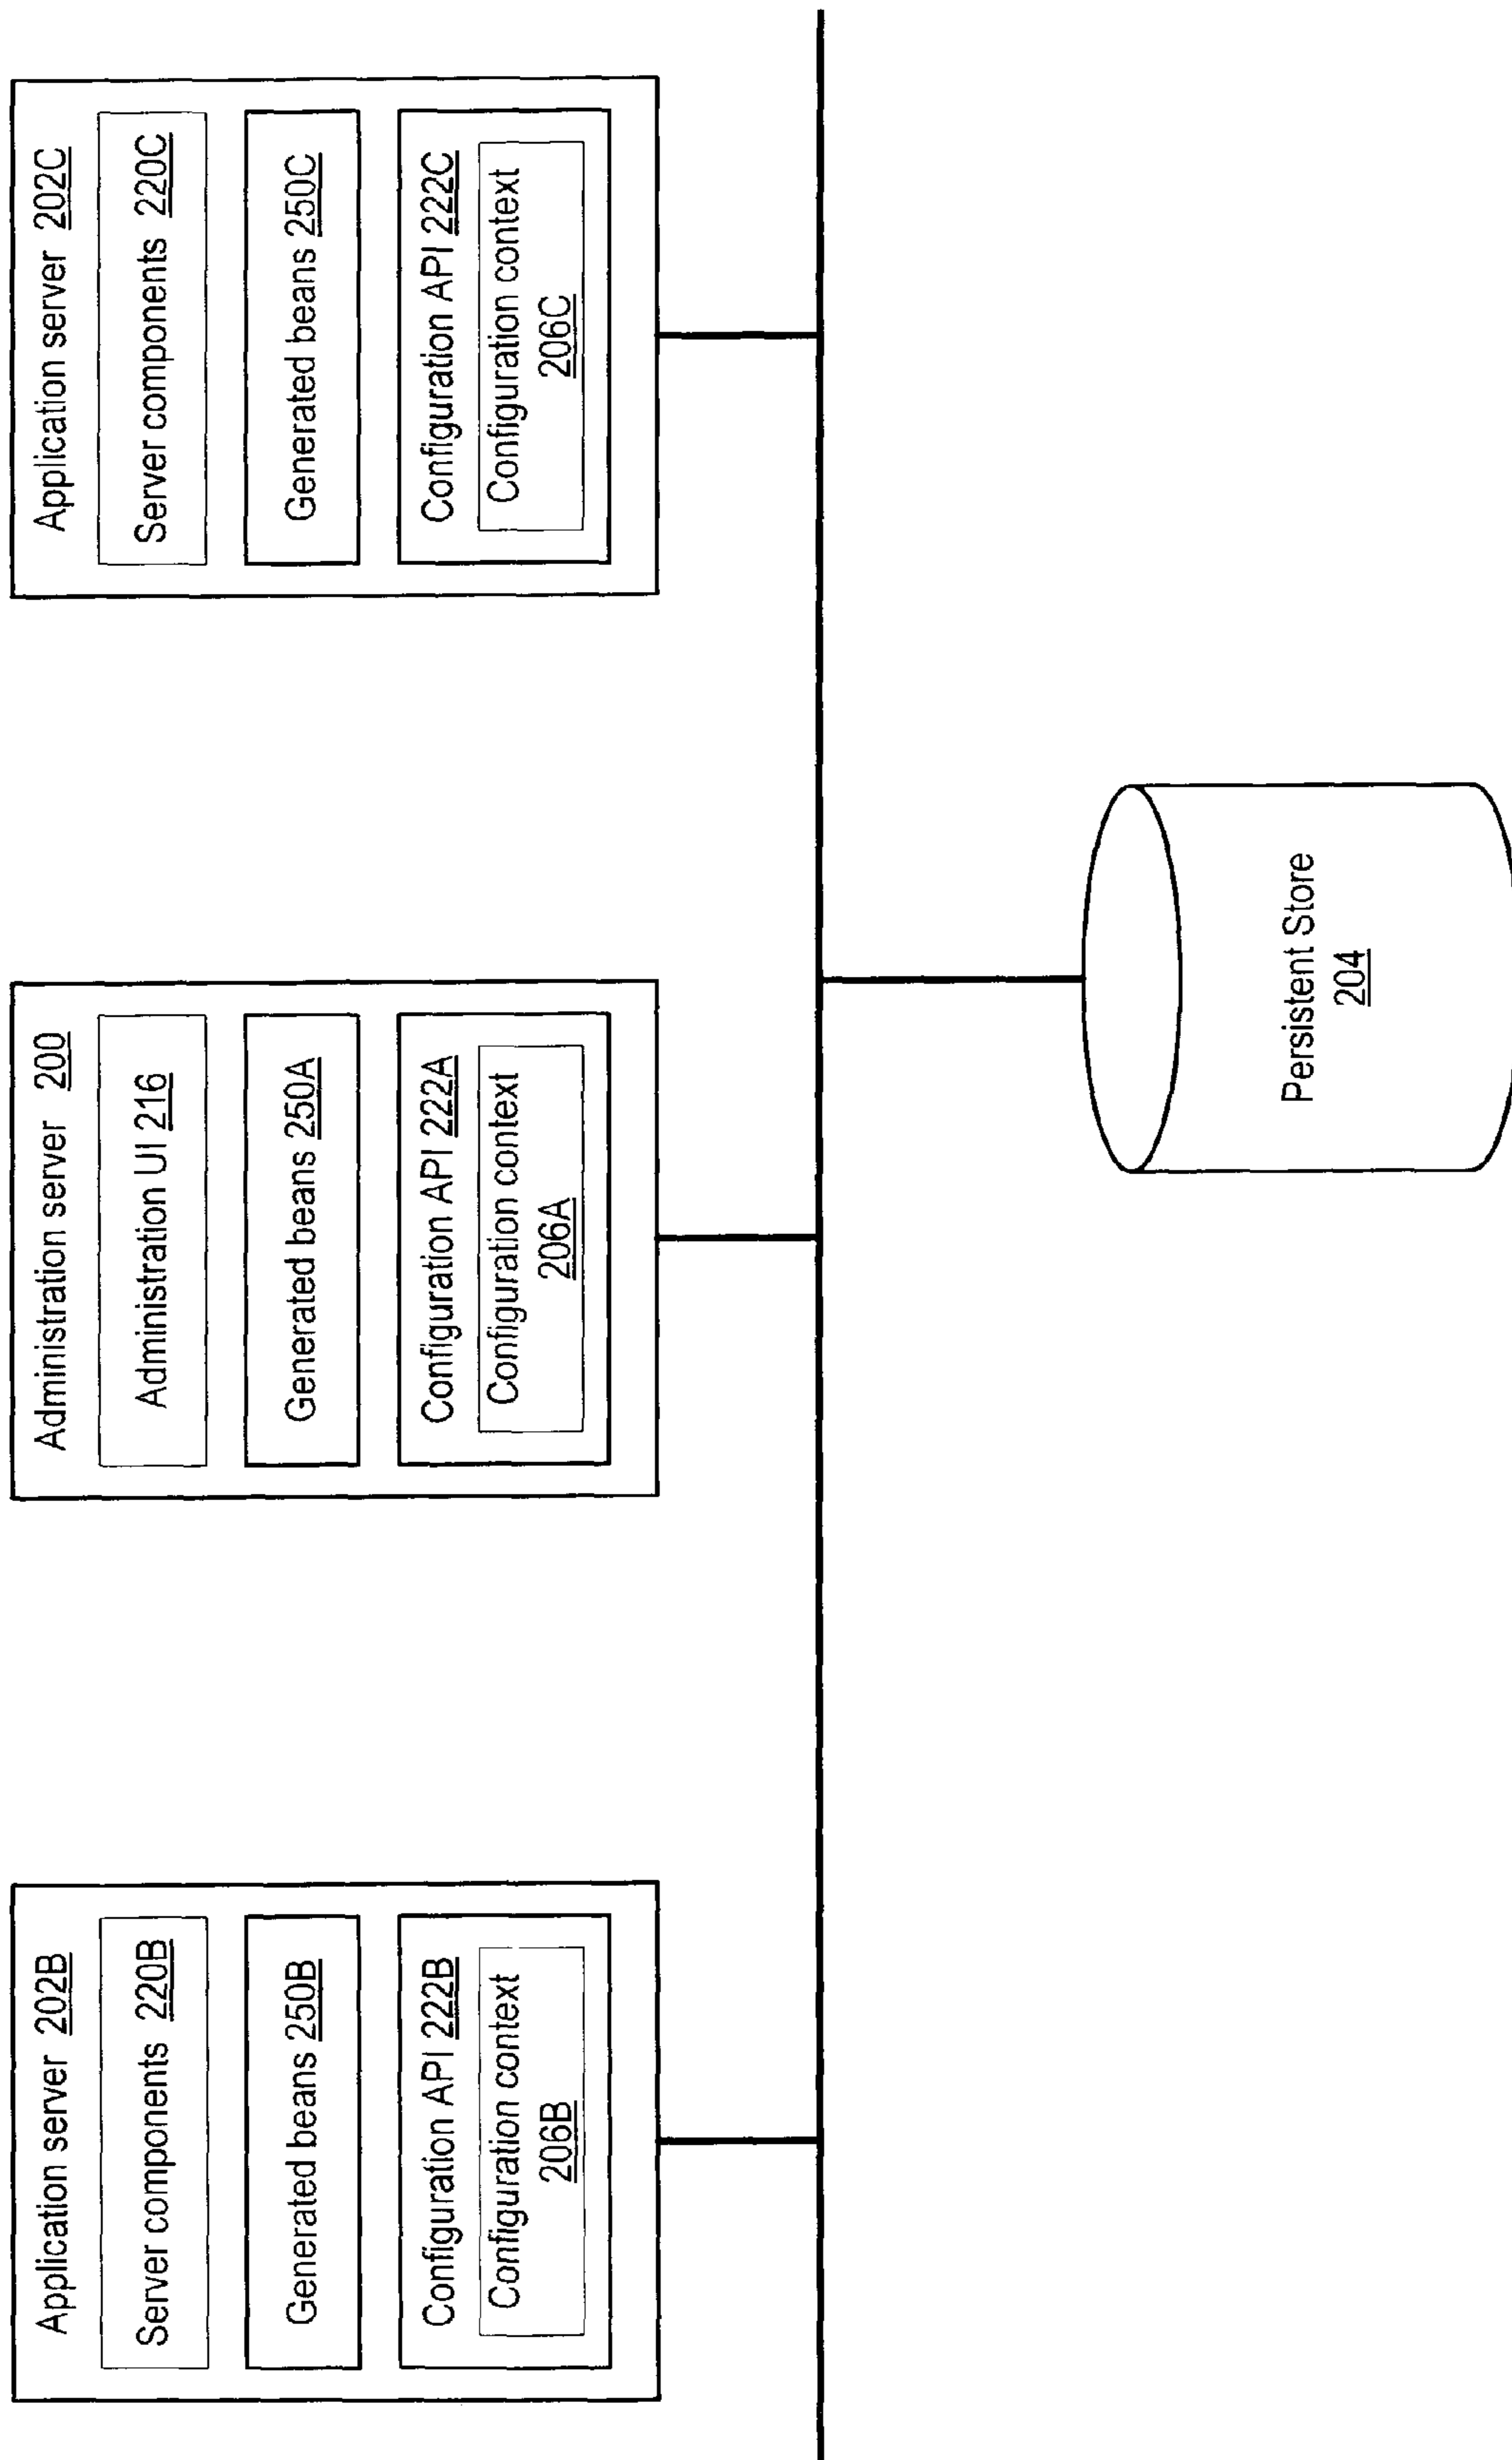 Application server 202B
Server components 220B
Generated beans 250B
Configuration API 222B
Configuration context
206B
Administration server 200
Administration UI 216
Generated beans 250A
Configuration API 222A
Configuration context
206A
Application server 202C
Server components 220C
Generated beans 250C
Configuration API 222C
Configuration context
206C
Persistent Store
204